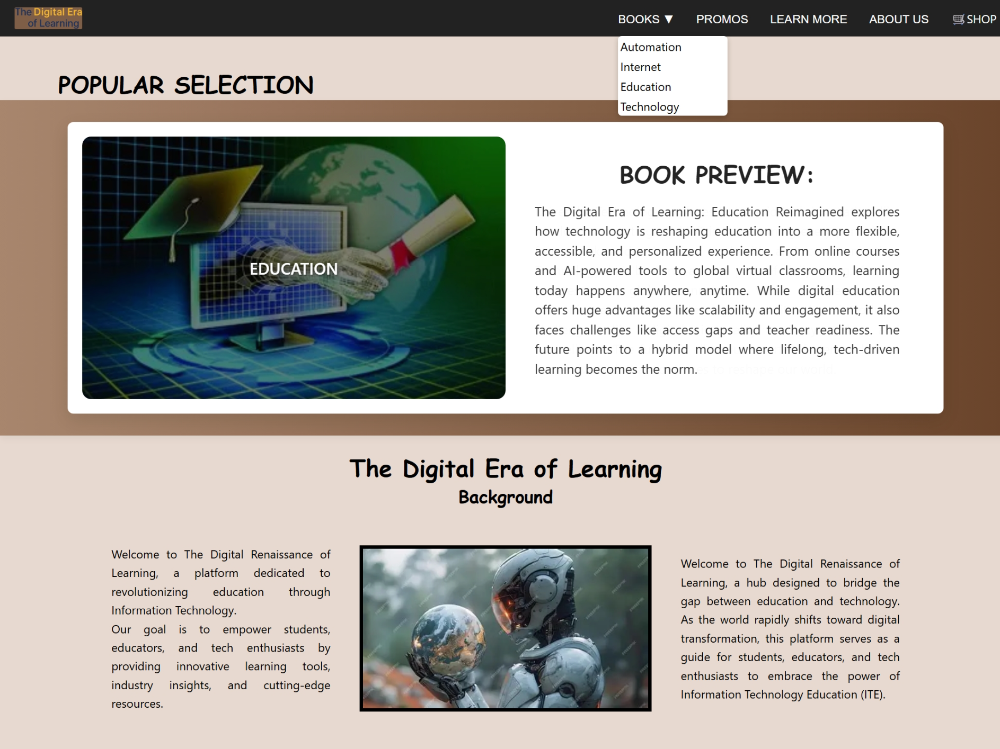 The Digital Era
of Learning
BOOKS ▼ PROMOS LEARN MORE ABOUT US 🛒 SHOP
Automation
Internet
Education
Technology
POPULAR SELECTION
EDUCATION
BOOK PREVIEW:
The Digital Era of Learning: Education Reimagined explores
how technology is reshaping education into a more flexible,
accessible, and personalized experience. From online courses
and AI-powered tools to global virtual classrooms, learning
today happens anywhere, anytime. While digital education
offers huge advantages like scalability and engagement, it also
faces challenges like access gaps and teacher readiness. The
future points to a hybrid model where lifelong, tech-driven
learning becomes the norm.
The Digital Era of Learning
Background
Welcome to The Digital Renaissance of
Learning, a platform dedicated to
revolutionizing education through
Information Technology.
Our goal is to empower students,
educators, and tech enthusiasts by
providing innovative learning tools,
industry insights, and cutting-edge
resources.
Welcome to The Digital Renaissance of
Learning, a hub designed to bridge the
gap between education and technology.
As the world rapidly shifts toward digital
transformation, this platform serves as a
guide for students, educators, and tech
enthusiasts to embrace the power of
Information Technology Education (ITE).